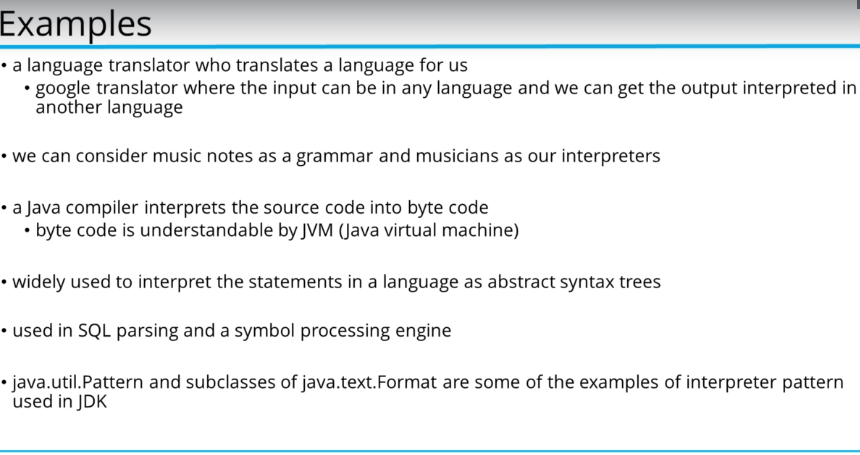 Examples
• a language translator who translates a language for us
• google translator where the input can be in any language and we can get the output interpreted in
another language
• we can consider music notes as a grammar and musicians as our interpreters
• a Java compiler interprets the source code into byte code
• byte code is understandable by JVM (Java virtual machine)
• widely used to interpret the statements in a language as abstract syntax trees
• used in SQL parsing and a symbol processing engine
• java.util.Pattern and subclasses of java.text.Format are some of the examples of interpreter pattern
used in JDK